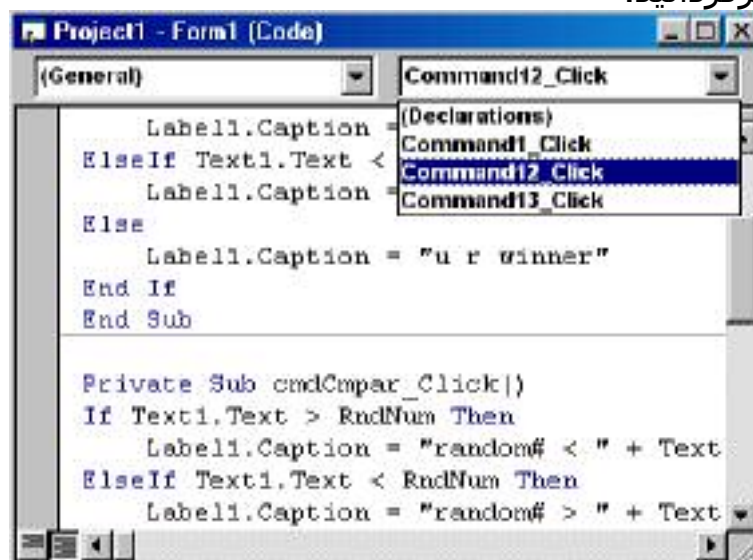 Project1 - Form1 (Code)
(General) Command12_Click
(Declarations)
Command1_Click
Command12_Click
Command13_Click
Label1.Caption =
ElseIf Text1.Text <
Label1.Caption =
Else
Label1.Caption = "u r winner"
End If
End Sub
Private Sub cmdCmpar_Click()
If Text1.Text > RndNum Then
Label1.Caption = "random# < " + Text
ElseIf Text1.Text < RndNum Then
Label1.Caption = "random# > " + Text